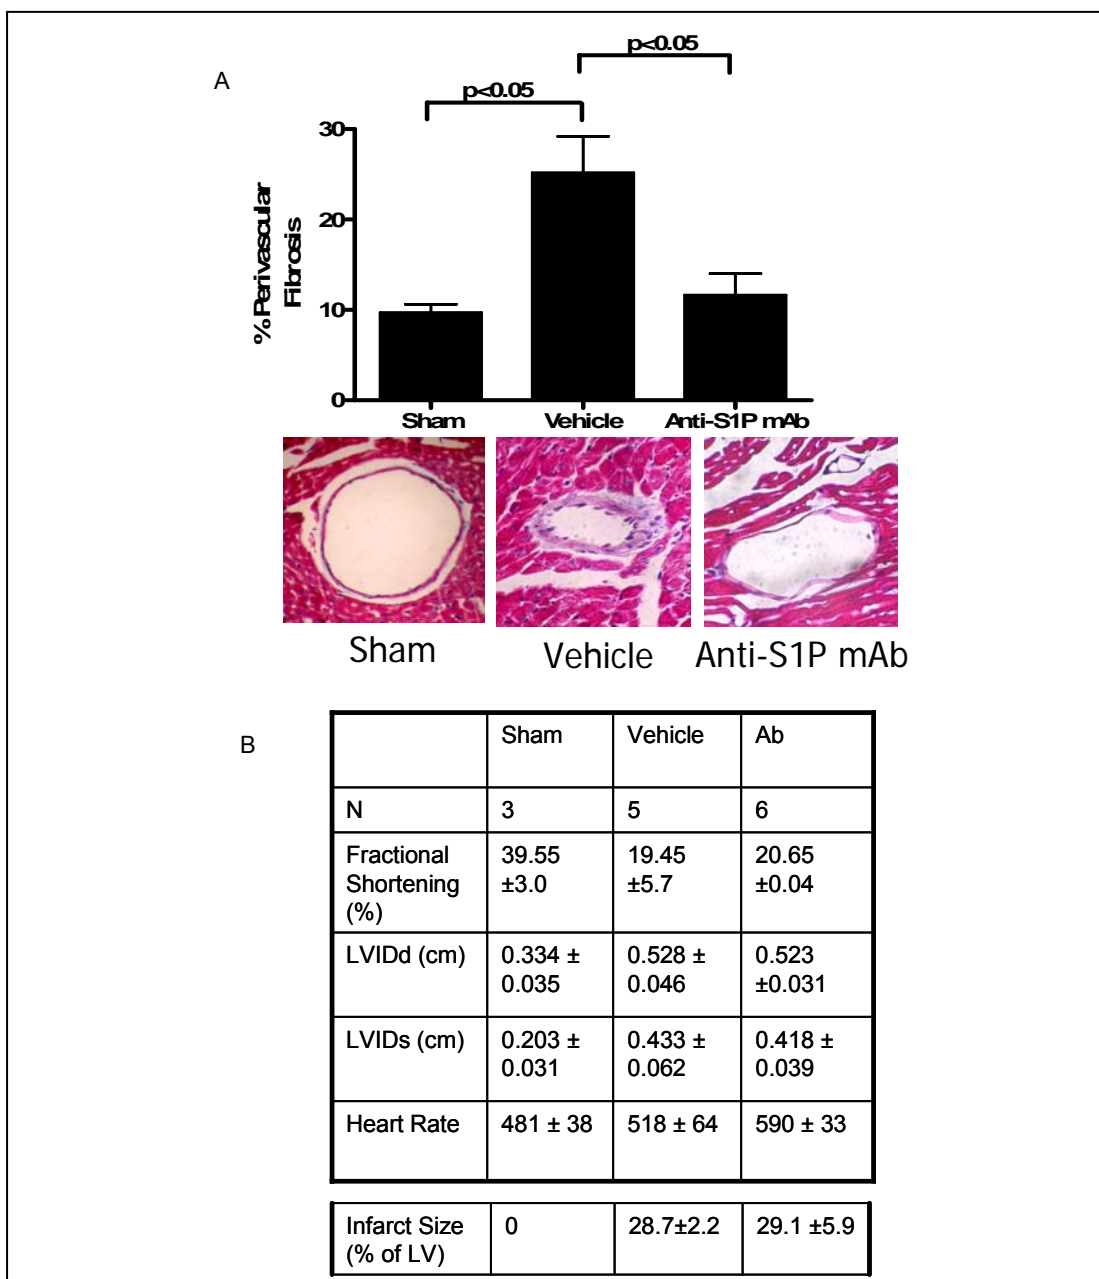 A
p<0.05
p<0.05
% Perivascular
Fibrosis
30
20
10
0
Sham
Vehicle
Anti-S1P mAb
Sham
Vehicle
Anti-S1P mAb
B
Sham Vehicle Ab
N 3 5 6
Fractional Shortening (%) 39.55 ±3.0 19.45 ±5.7 20.65 ±0.04
LVIDd (cm) 0.334 ± 0.035 0.528 ± 0.046 0.523 ±0.031
LVIDs (cm) 0.203 ± 0.031 0.433 ± 0.062 0.418 ± 0.039
Heart Rate 481 ± 38 518 ± 64 590 ± 33
Infarct Size (% of LV) 0 28.7±2.2 29.1 ±5.9